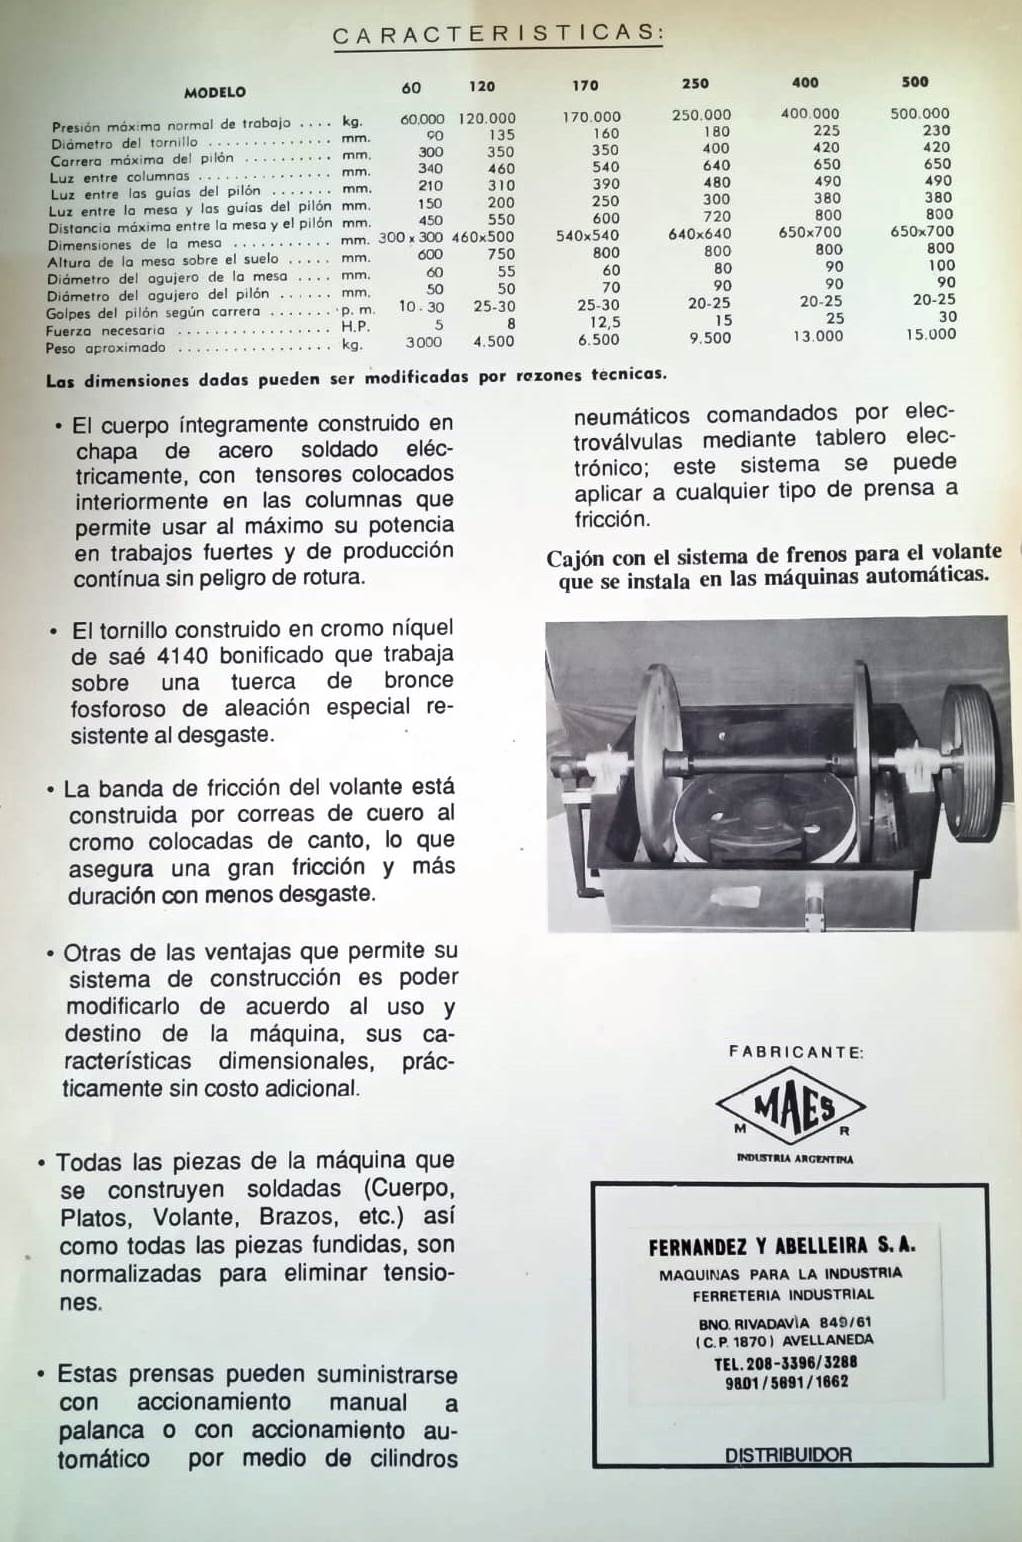 CARACTERISTICAS:
MODELO 60 120 170 250 400 500
Presión máxima normal de trabajo .... kg. 60.000 120.000 170.000 250.000 400.000 500.000
Diámetro del tornillo .............. mm. 90 135 160 180 225 230
Carrera máxima del pilón .......... mm. 300 350 350 400 420 420
Luz entre columnas ............... mm. 340 460 540 640 650 650
Luz entre las guías del pilón ....... mm. 210 310 390 480 490 490
Luz entre la mesa y las guías del pilón mm. 150 200 250 300 380 380
Distancia máxima entre la mesa y el pilón mm. 450 550 600 720 800 800
Dimensiones de la mesa ........... mm. 300 x 300 460x500 540x540 640x640 650x700 650x700
Altura de la mesa sobre el suelo ..... mm. 600 750 800 800 800 800
Diámetro del agujero de la mesa .... mm. 60 55 60 80 90 100
Diámetro del agujero del pilón ...... mm. 50 50 70 90 90 90
Golpes del pilón según carrera ....... p. m. 10-30 25-30 25-30 20-25 20-25 20-25
Fuerza necesaria ................. H.P. 5 8 12,5 15 25 30
Peso aproximado ................. kg. 3000 4.500 6.500 9.500 13.000 15.000
Las dimensiones dadas pueden ser modificadas por razones técnicas.
• El cuerpo íntegramente construido en
chapa de acero soldado eléc-
tricamente, con tensores colocados
interiormente en las columnas que
permite usar al máximo su potencia
en trabajos fuertes y de producción
contínua sin peligro de rotura.
• El tornillo construido en cromo níquel
de saé 4140 bonificado que trabaja
sobre una tuerca de bronce
fosforoso de aleación especial re-
sistente al desgaste.
• La banda de fricción del volante está
construida por correas de cuero al
cromo colocadas de canto, lo que
asegura una gran fricción y más
duración con menos desgaste.
• Otras de las ventajas que permite su
sistema de construcción es poder
modificarlo de acuerdo al uso y
destino de la máquina, sus ca-
racterísticas dimensionales, prác-
ticamente sin costo adicional.
• Todas las piezas de la máquina que
se construyen soldadas (Cuerpo,
Platos, Volante, Brazos, etc.) así
como todas las piezas fundidas, son
normalizadas para eliminar tensio-
nes.
• Estas prensas pueden suministrarse
con accionamiento manual a
palanca o con accionamiento au-
tomático por medio de cilindros
neumáticos comandados por elec-
troválvulas mediante tablero elec-
trónico; este sistema se puede
aplicar a cualquier tipo de prensa a
fricción.
Cajón con el sistema de frenos para el volante
que se instala en las máquinas automáticas.
FABRICANTE:
MAES
M R
INDUSTRIA ARGENTINA
FERNANDEZ Y ABELLEIRA S. A.
MAQUINAS PARA LA INDUSTRIA
FERRETERIA INDUSTRIAL
BNO. RIVADAVIA 849/61
(C.P. 1870) AVELLANEDA
TEL. 208-3396/3288
9801/5891/1662
DISTRIBUIDOR